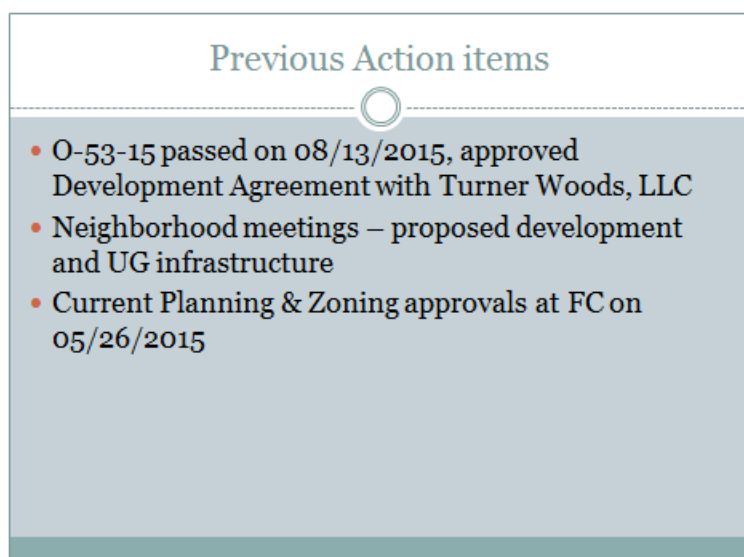 Previous Action items
• O-53-15 passed on 08/13/2015, approved
Development Agreement with Turner Woods, LLC
• Neighborhood meetings – proposed development
and UG infrastructure
• Current Planning & Zoning approvals at FC on
05/26/2015